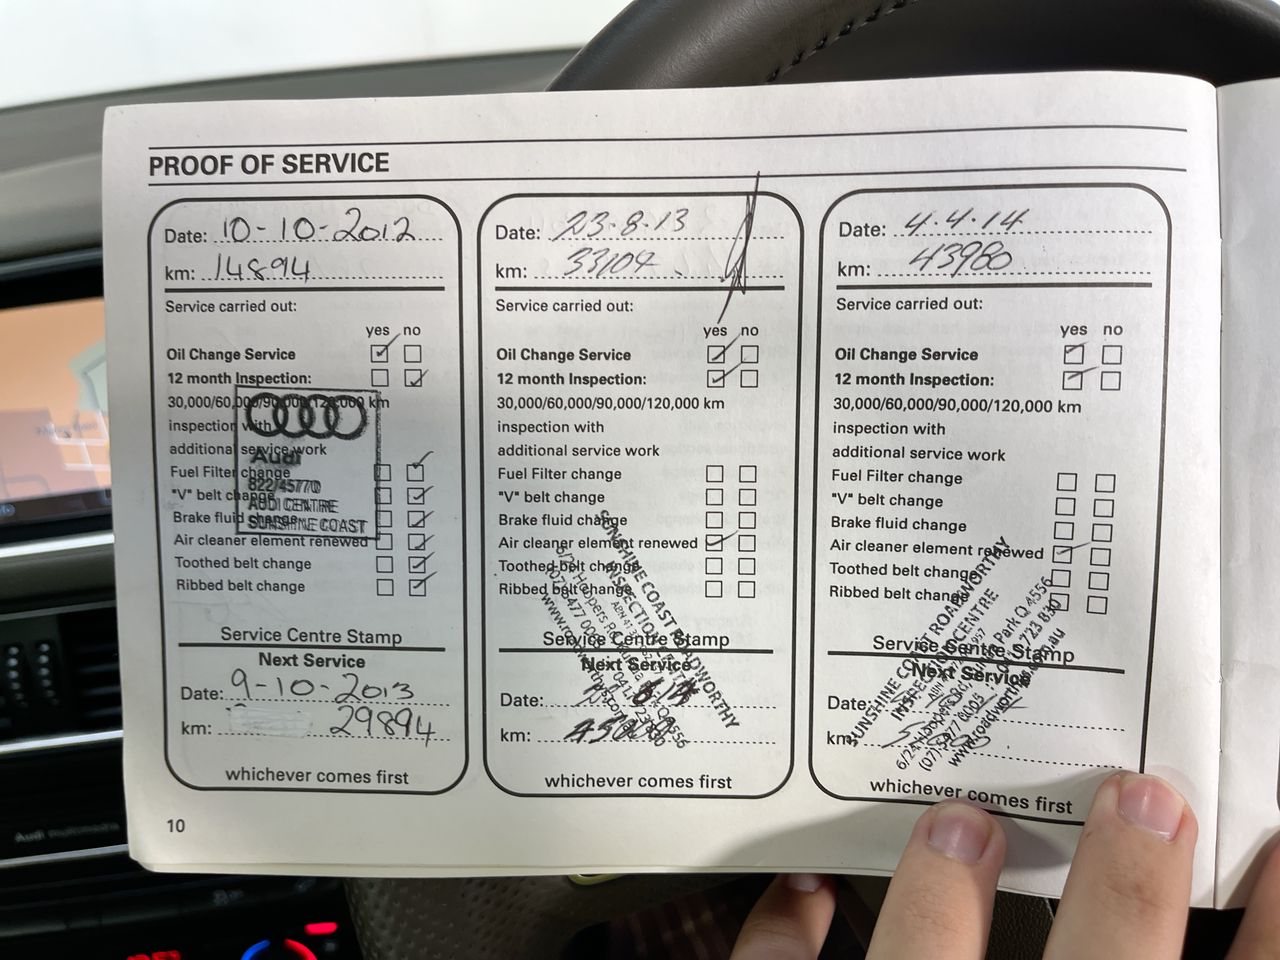 PROOF OF SERVICE
Date: 10-10-2012
km: 14894
Service carried out:
yes no
Oil Change Service
12 month Inspection:
30,000/60,000/90,000/120,000 km
inspection with
additional service work
Fuel Filter change
"V" belt change
Brake fluid change
Air cleaner element renewed
Toothed belt change
Ribbed belt change
Audi
822/45770
AUDI CENTRE
SUNSHINE COAST
Service Centre Stamp
Next Service
Date: 9-10-2013
km: 29894
whichever comes first
10
Date: 23.8.13
km: 33104
Service carried out:
yes no
Oil Change Service
12 month Inspection:
30,000/60,000/90,000/120,000 km
inspection with
additional service work
Fuel Filter change
"V" belt change
Brake fluid change
Air cleaner element renewed
Toothed belt change
Ribbed belt change
SUNSHINE COAST ROADWORTHY
INSPECTION CENTRE
Service Centre Stamp
Next Service
Date:
km:
whichever comes first
Date: 4.4.14
km: 43980
Service carried out:
yes no
Oil Change Service
12 month Inspection:
30,000/60,000/90,000/120,000 km
inspection with
additional service work
Fuel Filter change
"V" belt change
Brake fluid change
Air cleaner element renewed
Toothed belt change
Ribbed belt change
SUNSHINE COAST ROADWORTHY
INSPECTION CENTRE
Service Centre Stamp
Next Service
Date:
km:
whichever comes first
Audi multimedia